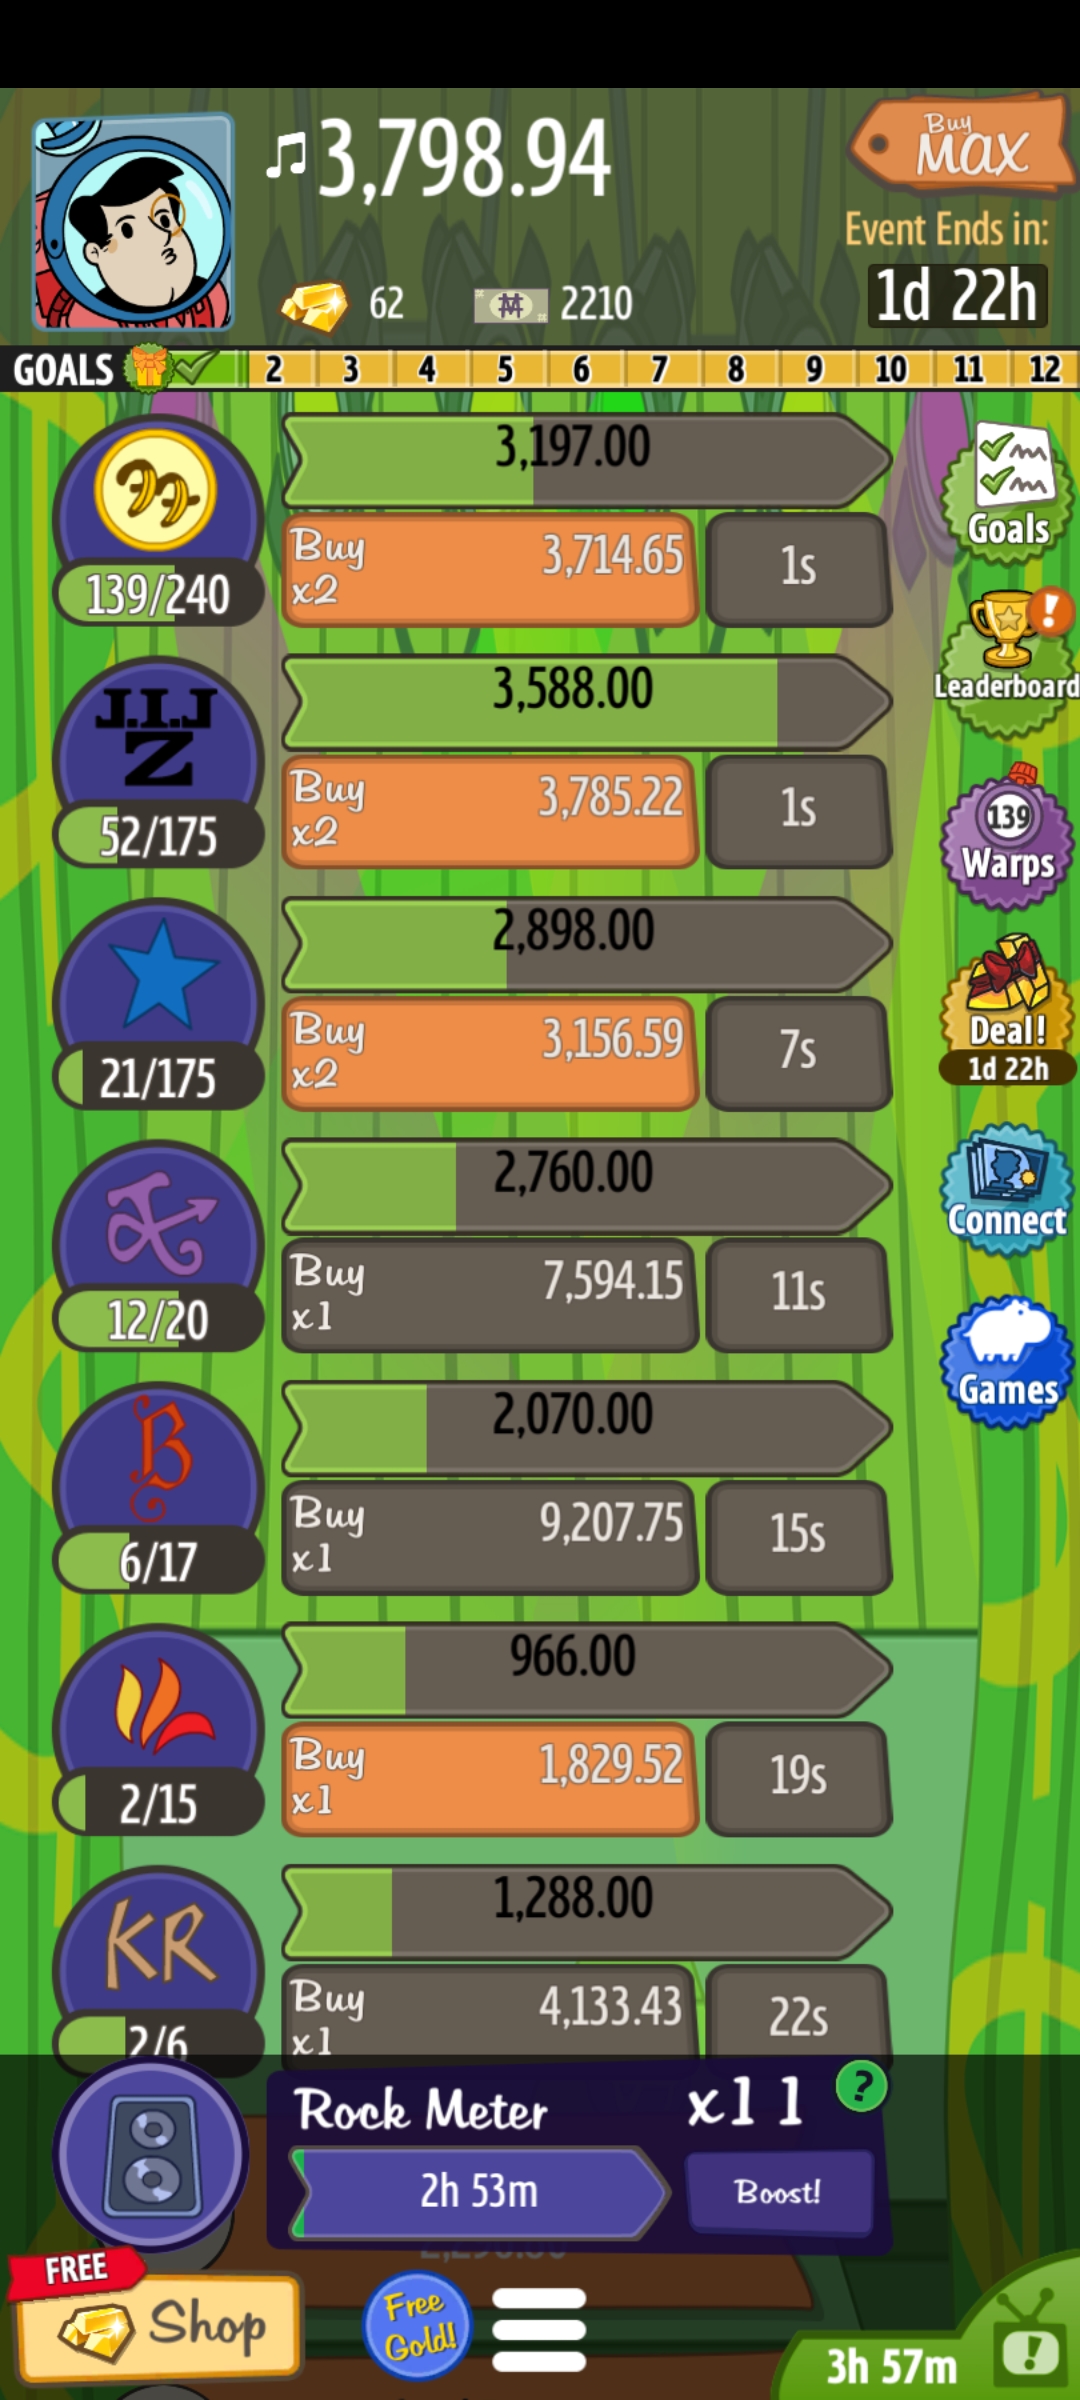 3,798.94
Buy
MAX
Event Ends in:
1d 22h
62
2210
GOALS 2 3 4 5 6 7 8 9 10 11 12
3,197.00
Buy 3,714.65
x2
1s
139/240
Goals
J.I.J
Z
3,588.00
Buy 3,785.22
x2
1s
52/175
Leaderboard
139
Warps
2,898.00
Buy 3,156.59
x2
7s
21/175
Deal!
1d 22h
2,760.00
Buy 7,594.15
x1
11s
12/20
Connect
B
2,070.00
Buy 9,207.75
x1
15s
6/17
Games
966.00
Buy 1,829.52
x1
19s
2/15
KR
1,288.00
Buy 4,133.43
x1
22s
2/6
Rock Meter x11 ?
2h 53m
Boost!
FREE
Shop
Free
Gold!
3h 57m